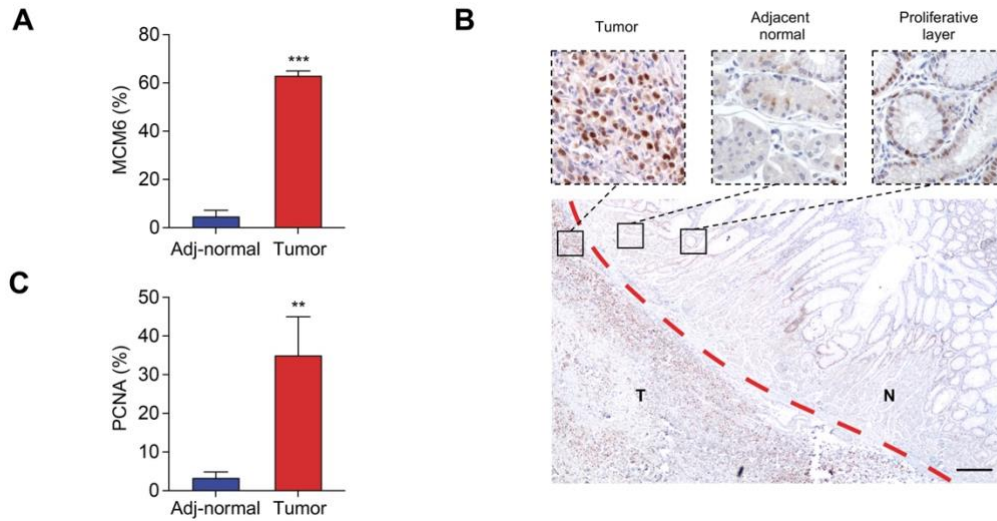 A
MCM6 (%)
80
60
40
20
0
***
Adj-normal Tumor
B
Tumor
Adjacent
normal
Proliferative
layer
T
N
C
PCNA (%)
50
40
30
20
10
0
**
Adj-normal Tumor